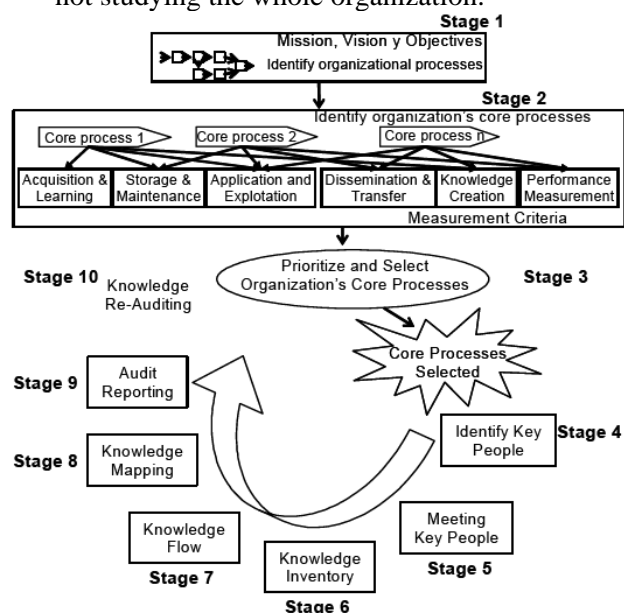 not studying the whole organization.
Stage 1
Mission, Vision y Objectives
Identify organizational processes
Stage 2
Identify organization's core processes
Core process 1
Core process 2
Core process n
Acquisition &
Learning
Storage &
Maintenance
Application and
Explotation
Dissemination &
Transfer
Knowledge
Creation
Performance
Measurement
Measurement Criteria
Stage 3
Prioritize and Select
Organization's Core Processes
Stage 10
Knowledge
Re-Auditing
Core Processes
Selected
Stage 9
Audit
Reporting
Identify Key
People
Stage 4
Stage 8
Knowledge
Mapping
Meeting
Key People
Stage 5
Knowledge
Flow
Stage 7
Knowledge
Inventory
Stage 6